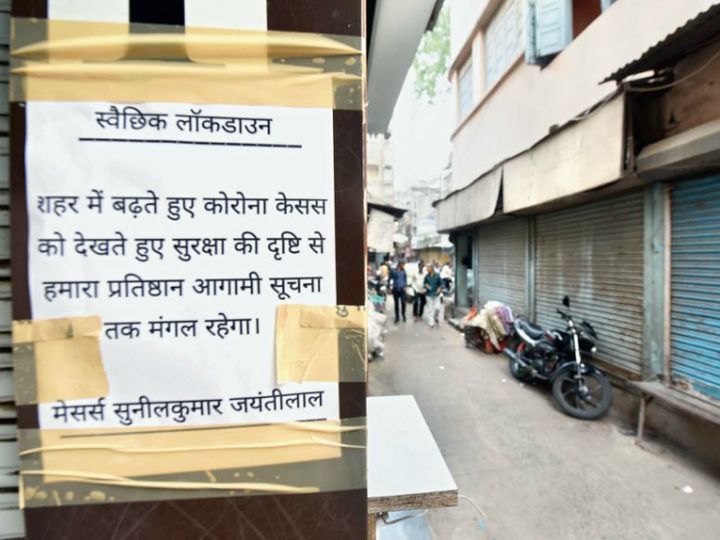 स्वैछिक लॉकडाउन
शहर में बढ़ते हुए कोरोना केसस
को देखते हुए सुरक्षा की दृष्टि से
हमारा प्रतिष्ठान आगामी सूचना
तक मंगल रहेगा।
मेसर्स सुनीलकुमार जयंतीलाल